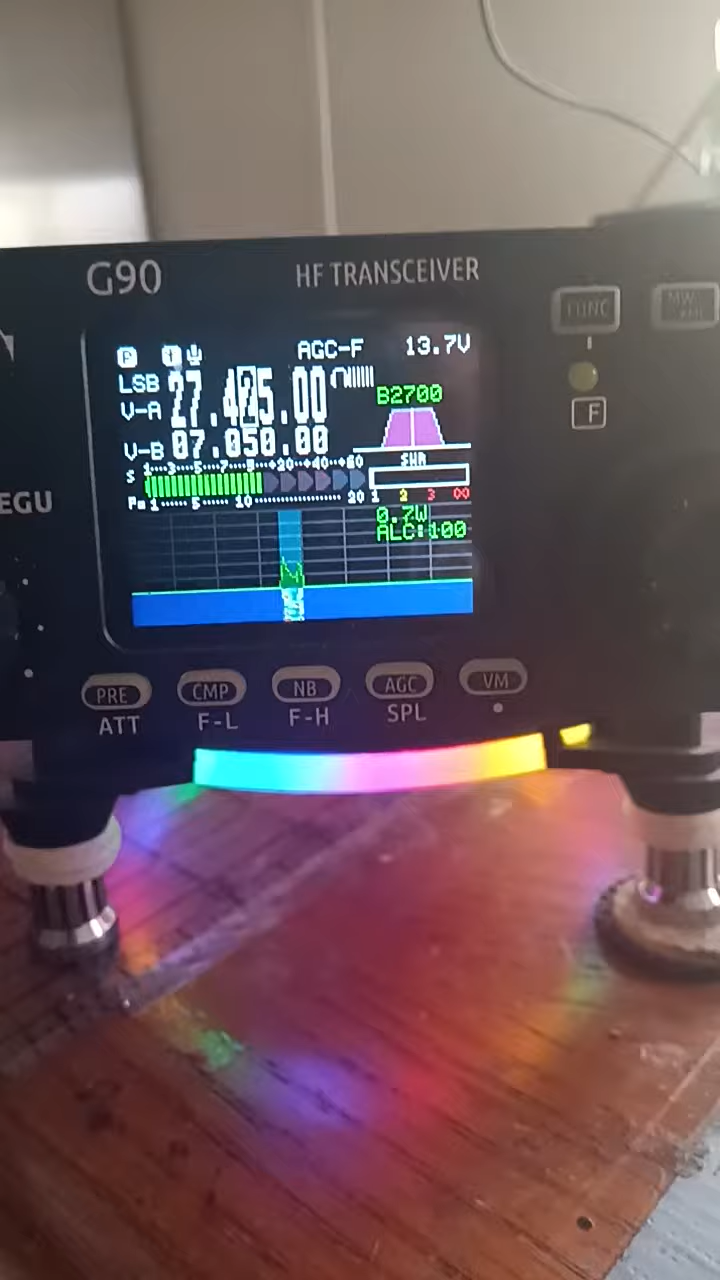 G90 HF TRANSCEIVER
FUNC
F
P AGC-F 13.7V
LSB 27.425.00
V-A
B2700
V-B 07.050.00
S 1 3 5 7 9 +20 +40 +60
SWR
Po 1 5 10 20 1 2 3 ∞
0.7W
ALC:100
EGU
PRE CMP NB AGC VM
ATT F-L F-H SPL